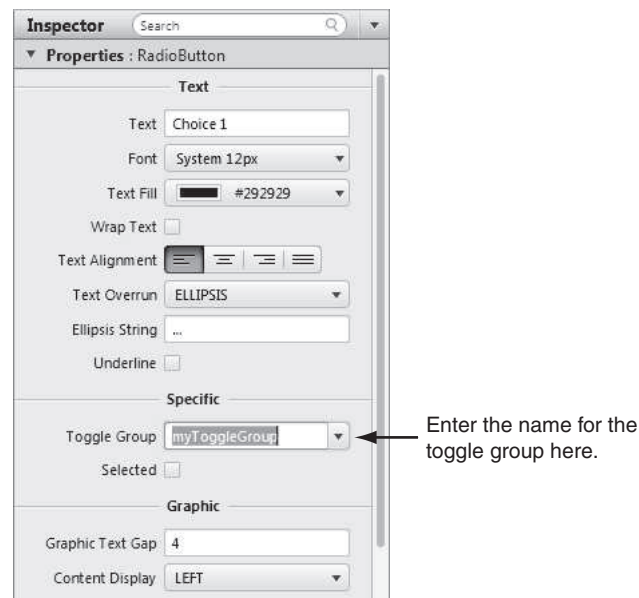 Inspector Search
Properties : RadioButton
Text
Text Choice 1
Font System 12px
Text Fill #292929
Wrap Text
Text Alignment
Text Overrun ELLIPSIS
Ellipsis String ...
Underline
Specific
Toggle Group myToggleGroup
Selected
Graphic
Graphic Text Gap 4
Content Display LEFT
Enter the name for the
toggle group here.